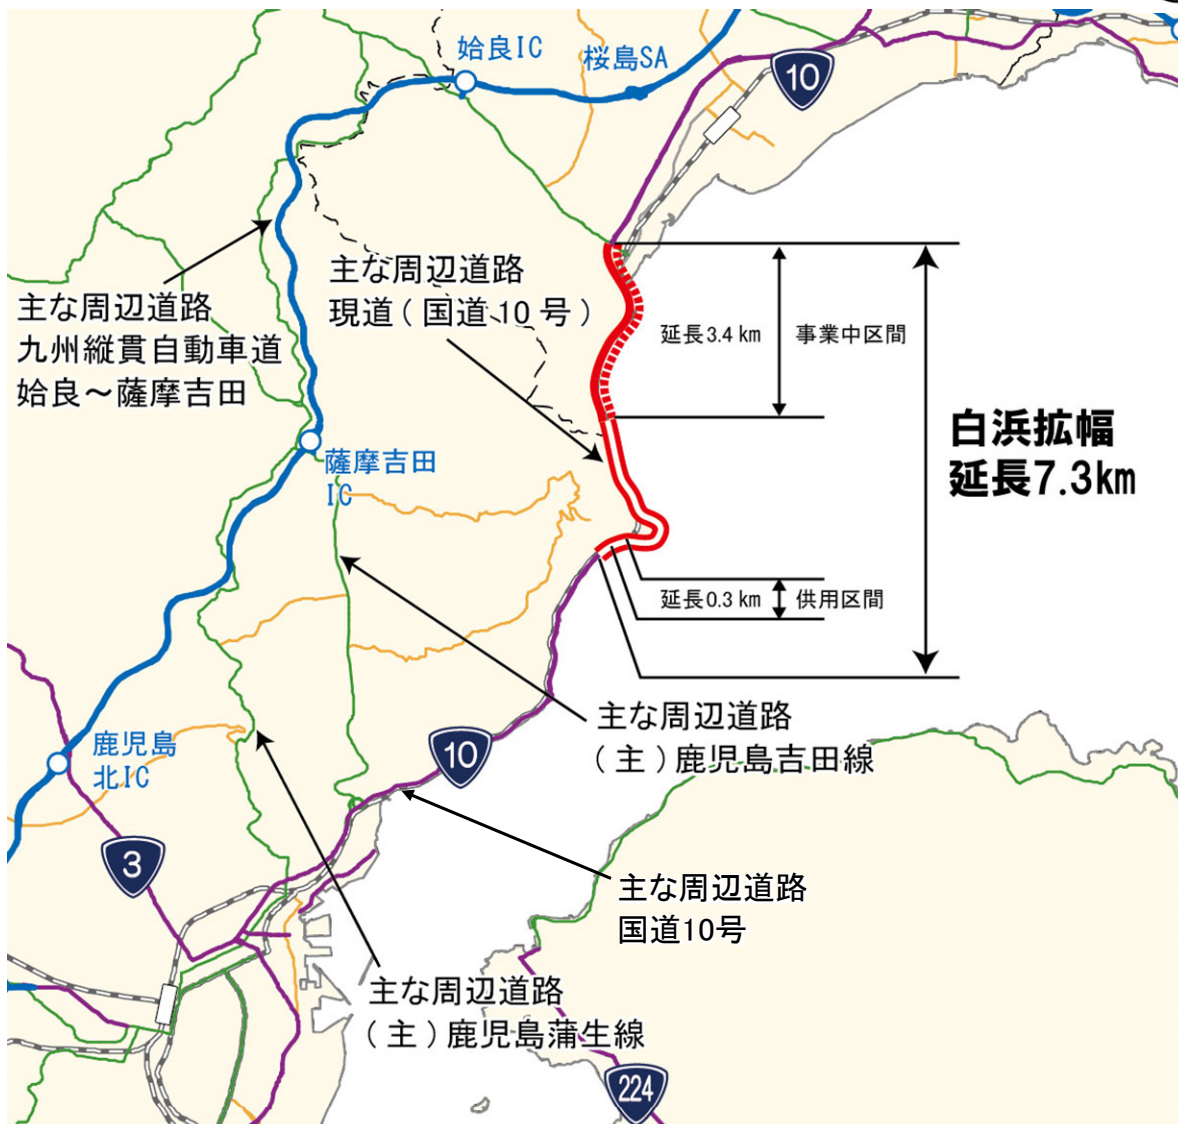 姶良IC
桜島SA
10
主な周辺道路
九州縦貫自動車道
姶良～薩摩吉田
主な周辺道路
現道(国道10号)
延長3.4km
事業中区間
白浜拡幅
延長7.3km
薩摩吉田
IC
延長0.3km
供用区間
主な周辺道路
(主)鹿児島吉田線
鹿児島
北IC
10
3
主な周辺道路
国道10号
主な周辺道路
(主)鹿児島蒲生線
224